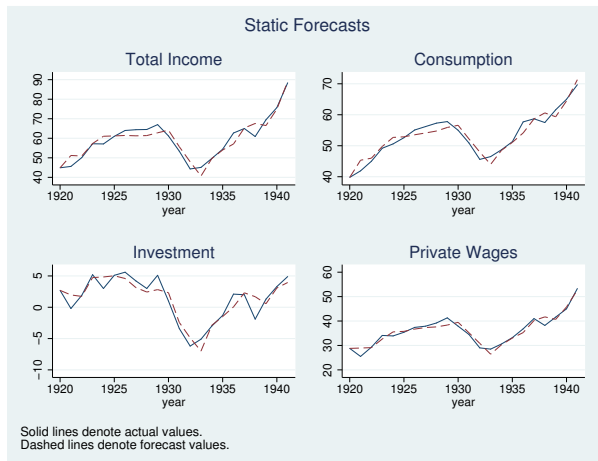 Static Forecasts
Total Income
90
80
70
60
50
40
1920 1925 1930 1935 1940
year
Consumption
70
60
50
40
1920 1925 1930 1935 1940
year
Investment
5
0
−5
−10
1920 1925 1930 1935 1940
year
Private Wages
60
50
40
30
20
1920 1925 1930 1935 1940
year
Solid lines denote actual values.
Dashed lines denote forecast values.